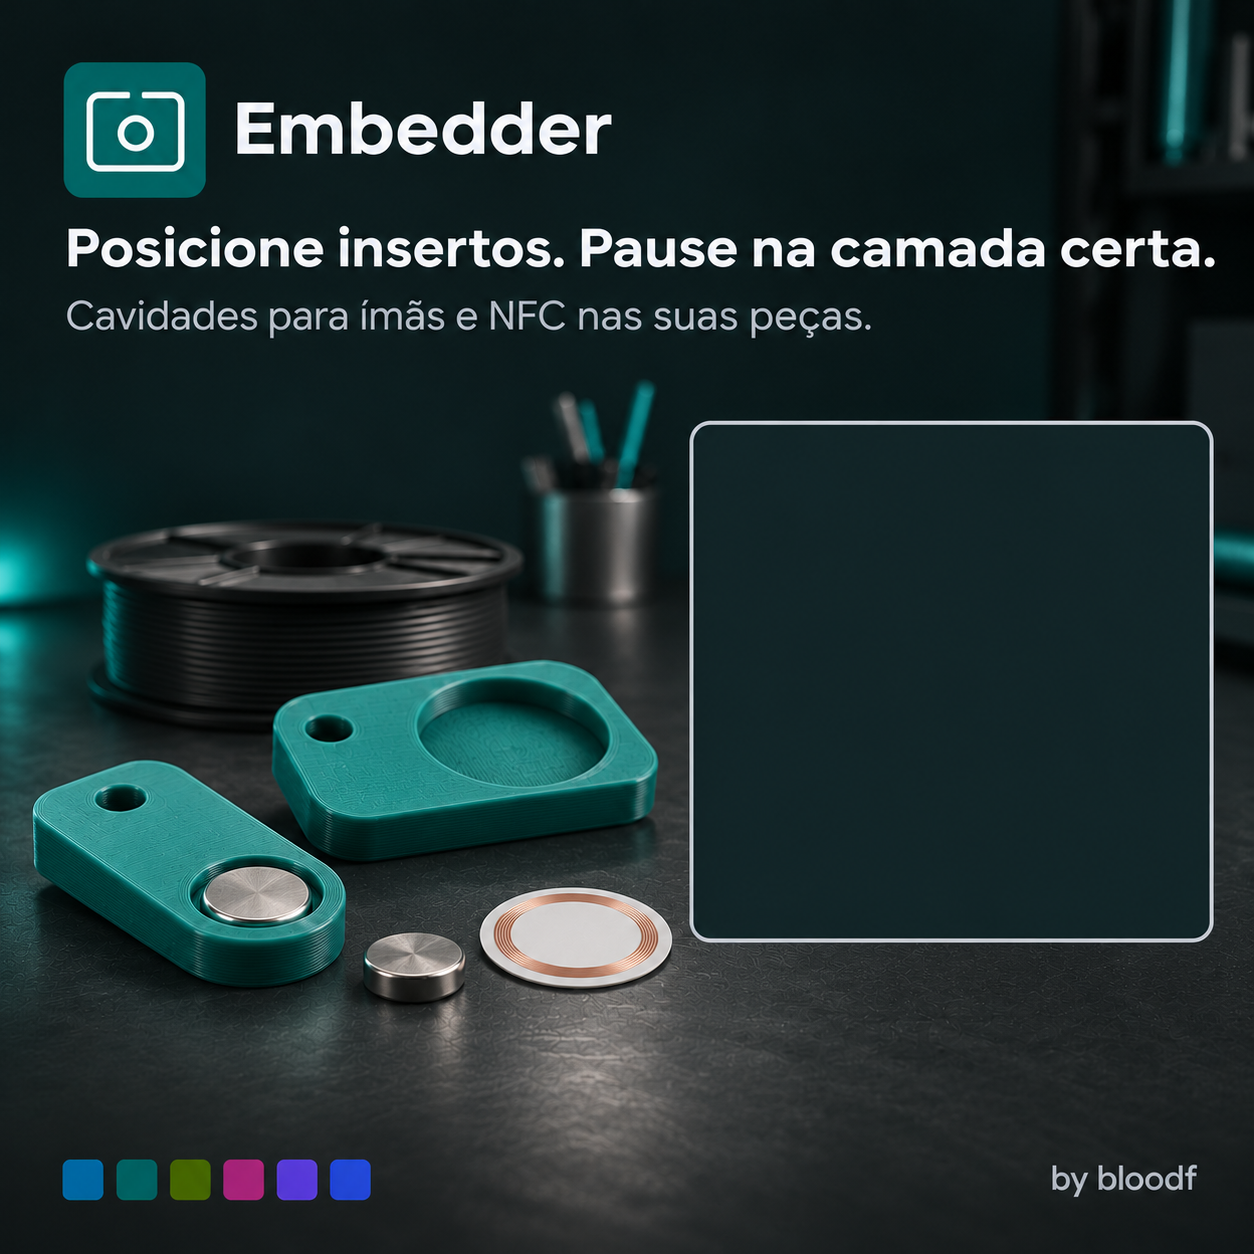 Embedder
Posicione insertos. Pause na camada certa.
Cavidades para ímãs e NFC nas suas peças.
by bloodf